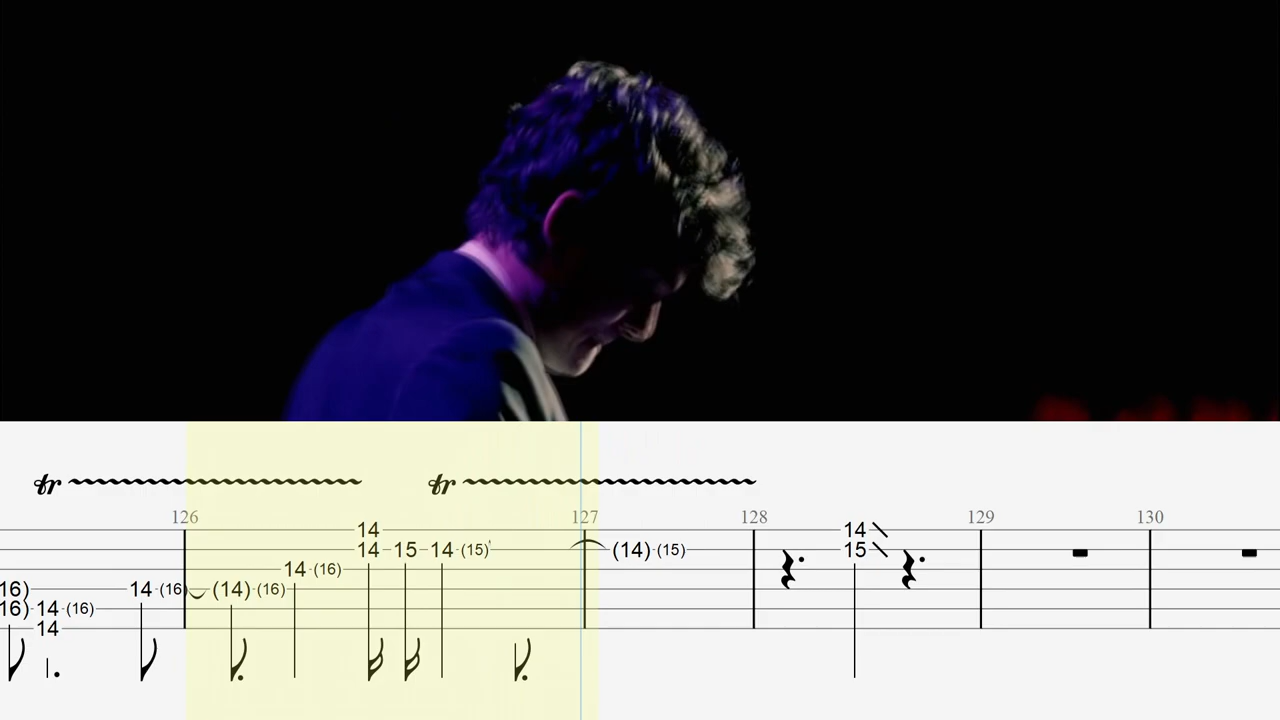 tr tr
126 127 128 129 130
14 14
14 15 14 (15) (14) (15) 15
14 (16)
16) 14 (16) (14) (16)
16) 14 (16)
14